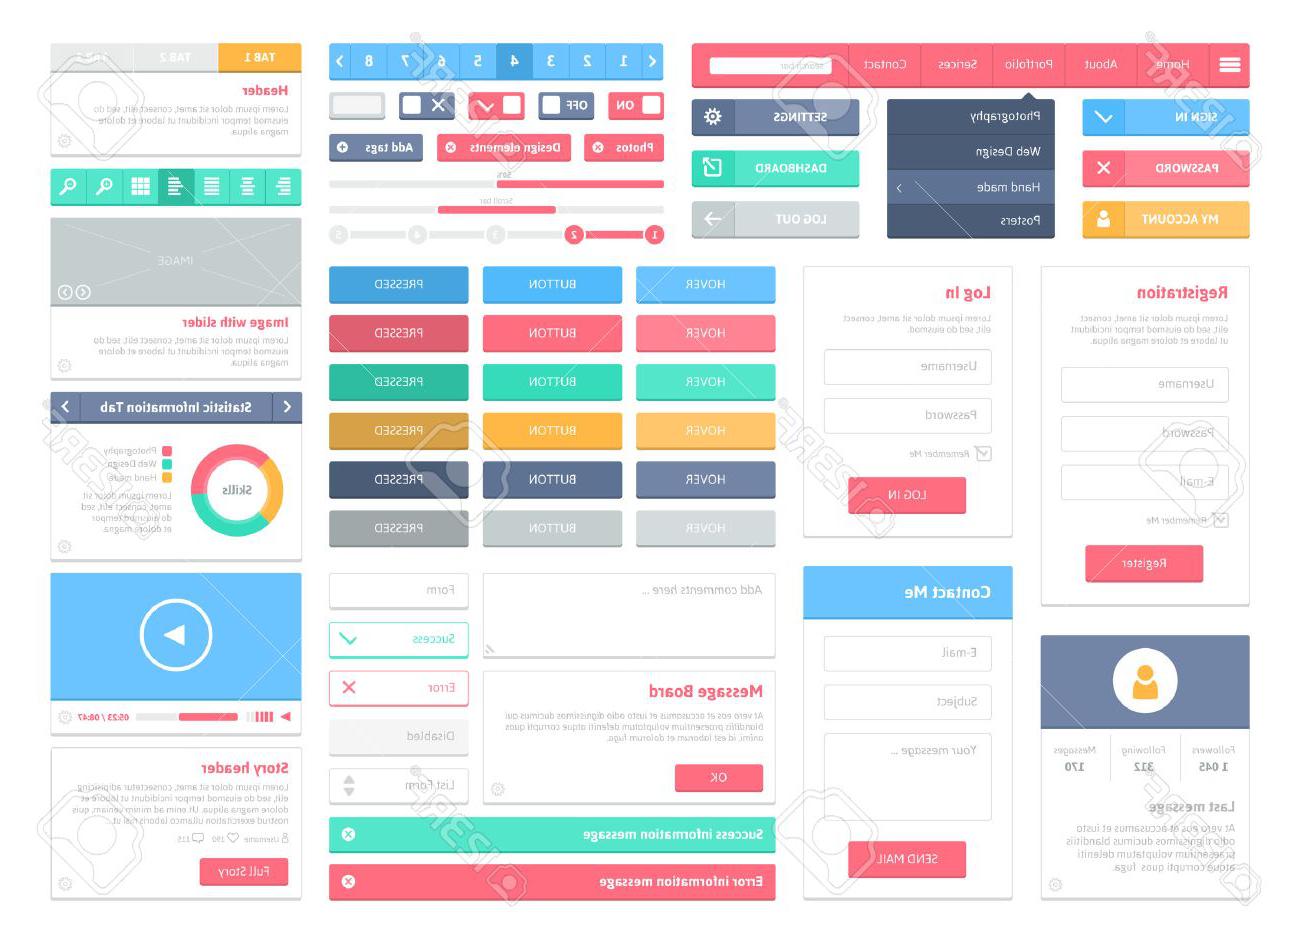 Home About Portfolio Serices Contact search bar
SIGN IN
PASSWORD
MY ACCOUNT
Photography
Web Design
Hand made
Posters
SETTINGS
DASHBOARD
LOG OUT
1 2 3 4 5 6 7 8
ON OFF
Photos Design elements Add tags
50%
Scroll bar
1 2 3 4 5
TAB 1 TAB 2 TAB 3
Header
Lorem ipsum dolor sit amet, consect
elit, sed do eiusmod tempor incididunt ut labore et dolore
magna aliqua
IMAGE
Image with slider
Lorem ipsum dolor sit amet, consect elit, sed do
eiusmod tempor incididunt ut labore et dolore
magna aliqua.
Statistic Information Tab
Skills
Photography
Web Design
Hand made
Lorem ipsum dolor sit
amet, consect elit, sed
do eiusmod tempor
et dolore magna.
05:23 / 08:47
Story header
Lorem ipsum dolor sit amet, consectetur adipisicing
elit, sed do eiusmod tempor incididunt ut labore et dolore
magna aliqua. Ut enim ad minim veniam, quis
nostrud exercitation ullamco laboris nisi ut...
Username 190 115
Full Story
HOVER BUTTON PRESSED
HOVER BUTTON PRESSED
HOVER BUTTON PRESSED
HOVER BUTTON PRESSED
HOVER BUTTON PRESSED
HOVER BUTTON PRESSED
Form
Success
Error
Disabled
List Form
Add comments here ...
Message Board
At vero eos et accusamus et iusto odio dignissimos ducimus qui
blanditiis praesentium voluptatum deleniti atque corrupti quos
animi, id est laborum et dolorum fuga.
OK
Success information message
Error information message
Log In
Lorem ipsum dolor sit amet, consect
elit, sed do eiusmod.
Username
Password
Remember Me
LOG IN
Registration
Lorem ipsum dolor sit amet, consect
elit, sed do eiusmod tempor incididunt
ut labore et dolore magna aliqua.
Username
Password
E-mail
Remember Me
Register
Contact Me
E-mail
Subject
Your message ...
SEND MAIL
Followers Following Messages
1 045 312 170
Last message
At vero eos et accusamus et iusto
odio dignissimos ducimus blanditiis
praesentium voluptatum deleniti
atque corrupti quos fuga.
123RF